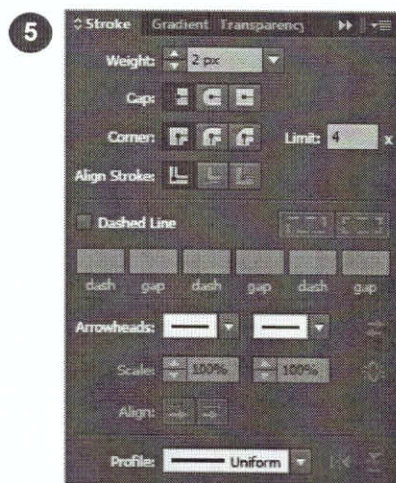 5
Stroke Gradient Transparency
Weight: 2 px
Cap:
Corner: Limit: 4 x
Align Stroke:
Dashed Line
dash gap dash gap dash gap
Arrowheads:
Scale: 100% 100%
Align:
Profile: Uniform